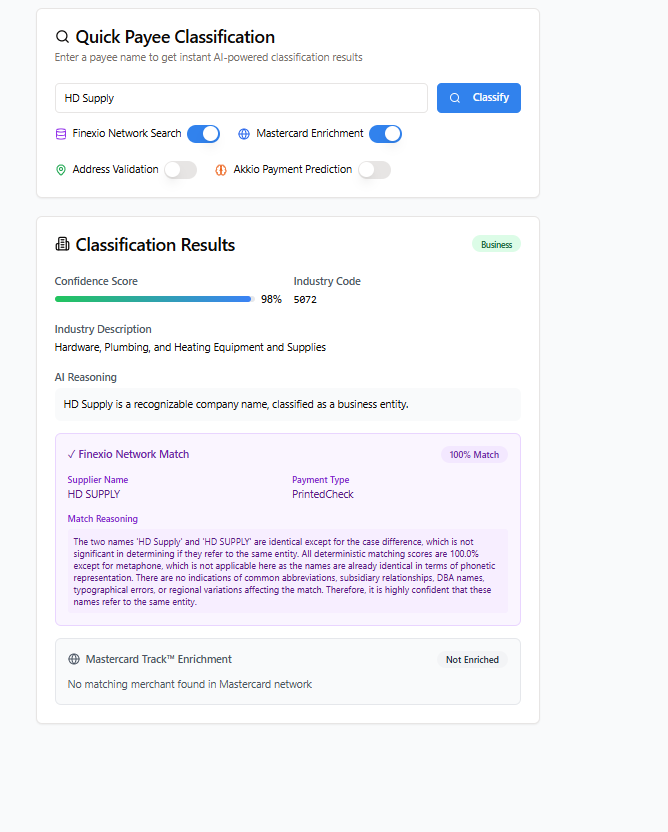 Quick Payee Classification
Enter a payee name to get instant AI-powered classification results
HD Supply
Classify
Finexio Network Search
Mastercard Enrichment
Address Validation
Akkio Payment Prediction
Classification Results
Business
Confidence Score
Industry Code
98%
5072
Industry Description
Hardware, Plumbing, and Heating Equipment and Supplies
AI Reasoning
HD Supply is a recognizable company name, classified as a business entity.
✓ Finexio Network Match
100% Match
Supplier Name
Payment Type
HD SUPPLY
PrintedCheck
Match Reasoning
The two names 'HD Supply' and 'HD SUPPLY' are identical except for the case difference, which is not
significant in determining if they refer to the same entity. All deterministic matching scores are 100.0%
except for metaphone, which is not applicable here as the names are already identical in terms of phonetic
representation. There are no indications of common abbreviations, subsidiary relationships, DBA names,
typographical errors, or regional variations affecting the match. Therefore, it is highly confident that these
names refer to the same entity.
Mastercard Track™ Enrichment
Not Enriched
No matching merchant found in Mastercard network